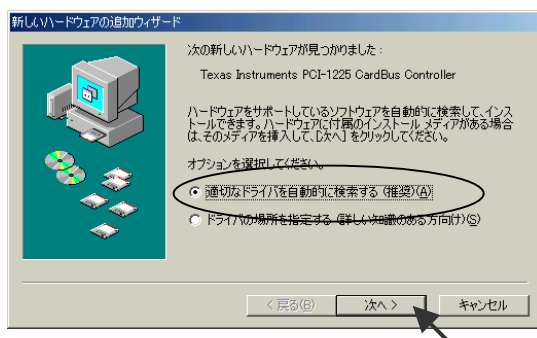 新しいハードウェアの追加ウィザード
次の新しいハードウェアが見つかりました：
Texas Instruments PCI-1225 CardBus Controller
ハードウェアをサポートしているソフトウェアを自動的に検索して、インス
トールできます。ハードウェアに付属のインストール メディアがある場合
は、そのメディアを挿入して、[次へ] をクリックしてください。
オプションを選択してください。
適切なドライバを自動的に検索する (推奨)(A)
ドライバの場所を指定する (詳しい知識のある方向け)(S)
< 戻る(B)
次へ >
キャンセル